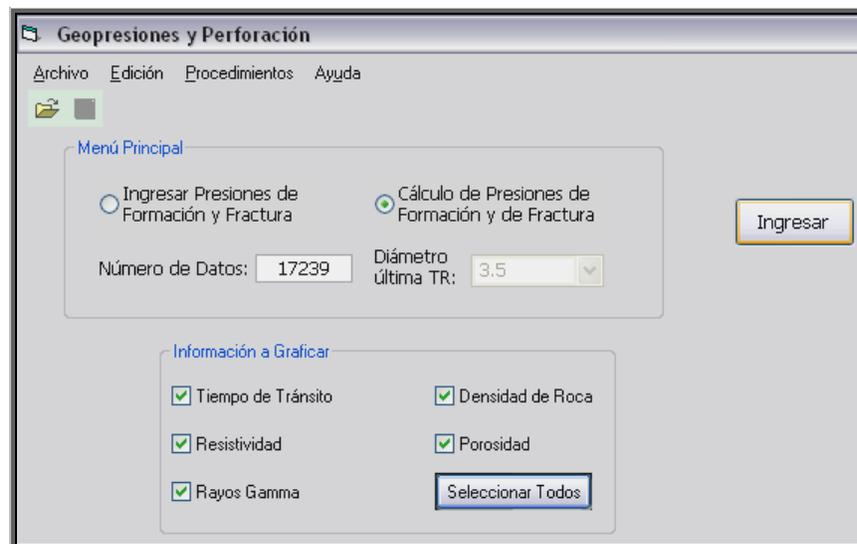 Geopresiones y Perforación
Archivo Edición Procedimientos Ayuda
Menú Principal
Ingresar Presiones de
Formación y Fractura
Cálculo de Presiones de
Formación y de Fractura
Ingresar
Número de Datos: 17239
Diámetro
última TR: 3.5
Información a Graficar
Tiempo de Tránsito
Densidad de Roca
Resistividad
Porosidad
Rayos Gamma
Seleccionar Todos